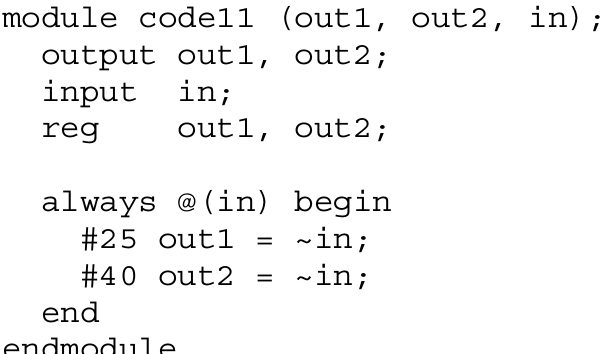 module code11 (out1, out2, in);
  output out1, out2;
  input  in;
  reg    out1, out2;

  always @(in) begin
    #25 out1 = ~in;
    #40 out2 = ~in;
  end
endmodule